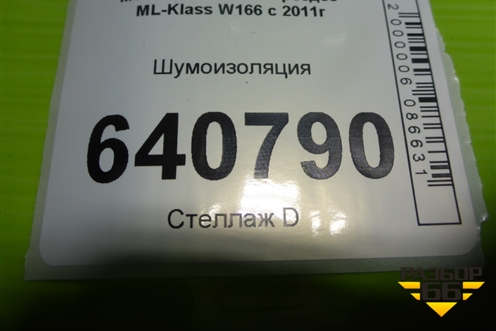 ML-Klass W166 с 2011г
Шумоизоляция
640790
Стеллаж D
2000006086631
РАЗБОР
66